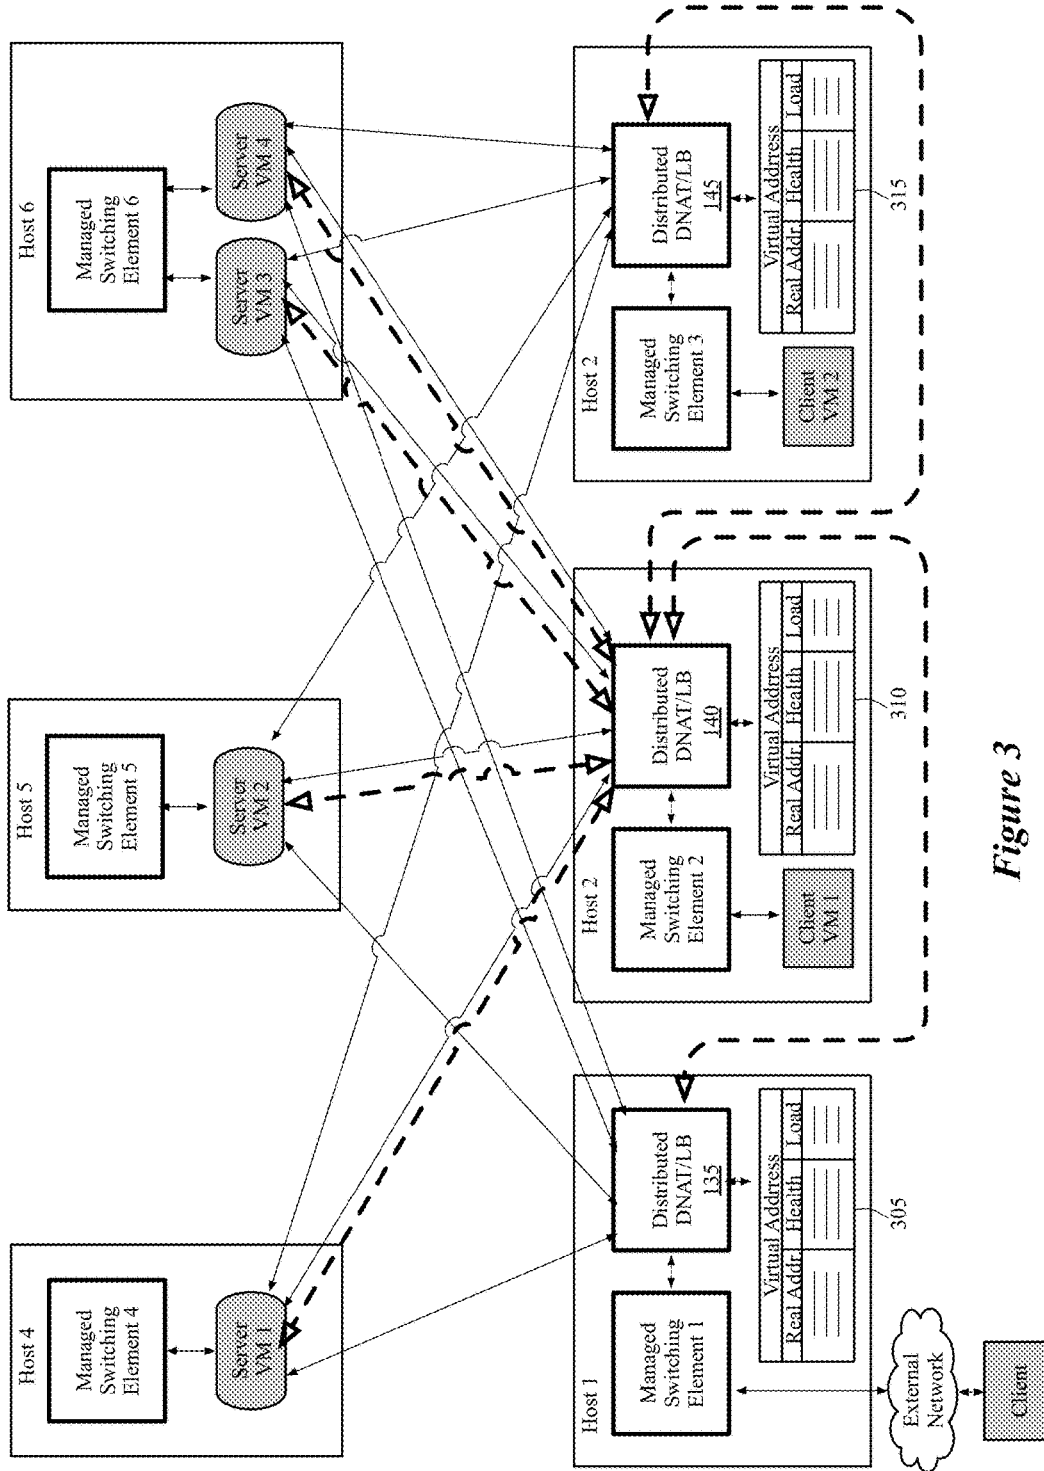 Host 4
Managed
Switching
Element 4
Server
VM 1
Host 5
Managed
Switching
Element 5
Server
VM 2
Host 6
Managed
Switching
Element 6
Server
VM 3
Server
VM 4
Host 1
Managed
Switching
Element 1
Distributed
DNAT/LB
135
Virtual Addrress
Real Addr. Health Load
305
External
Network
Client
Host 2
Managed
Switching
Element 2
Distributed
DNAT/LB
140
Client
VM 1
Virtual Addrress
Real Addr. Health Load
310
Host 2
Managed
Switching
Element 3
Distributed
DNAT/LB
145
Client
VM 2
Virtual Addrress
Real Addr. Health Load
315
Figure 3